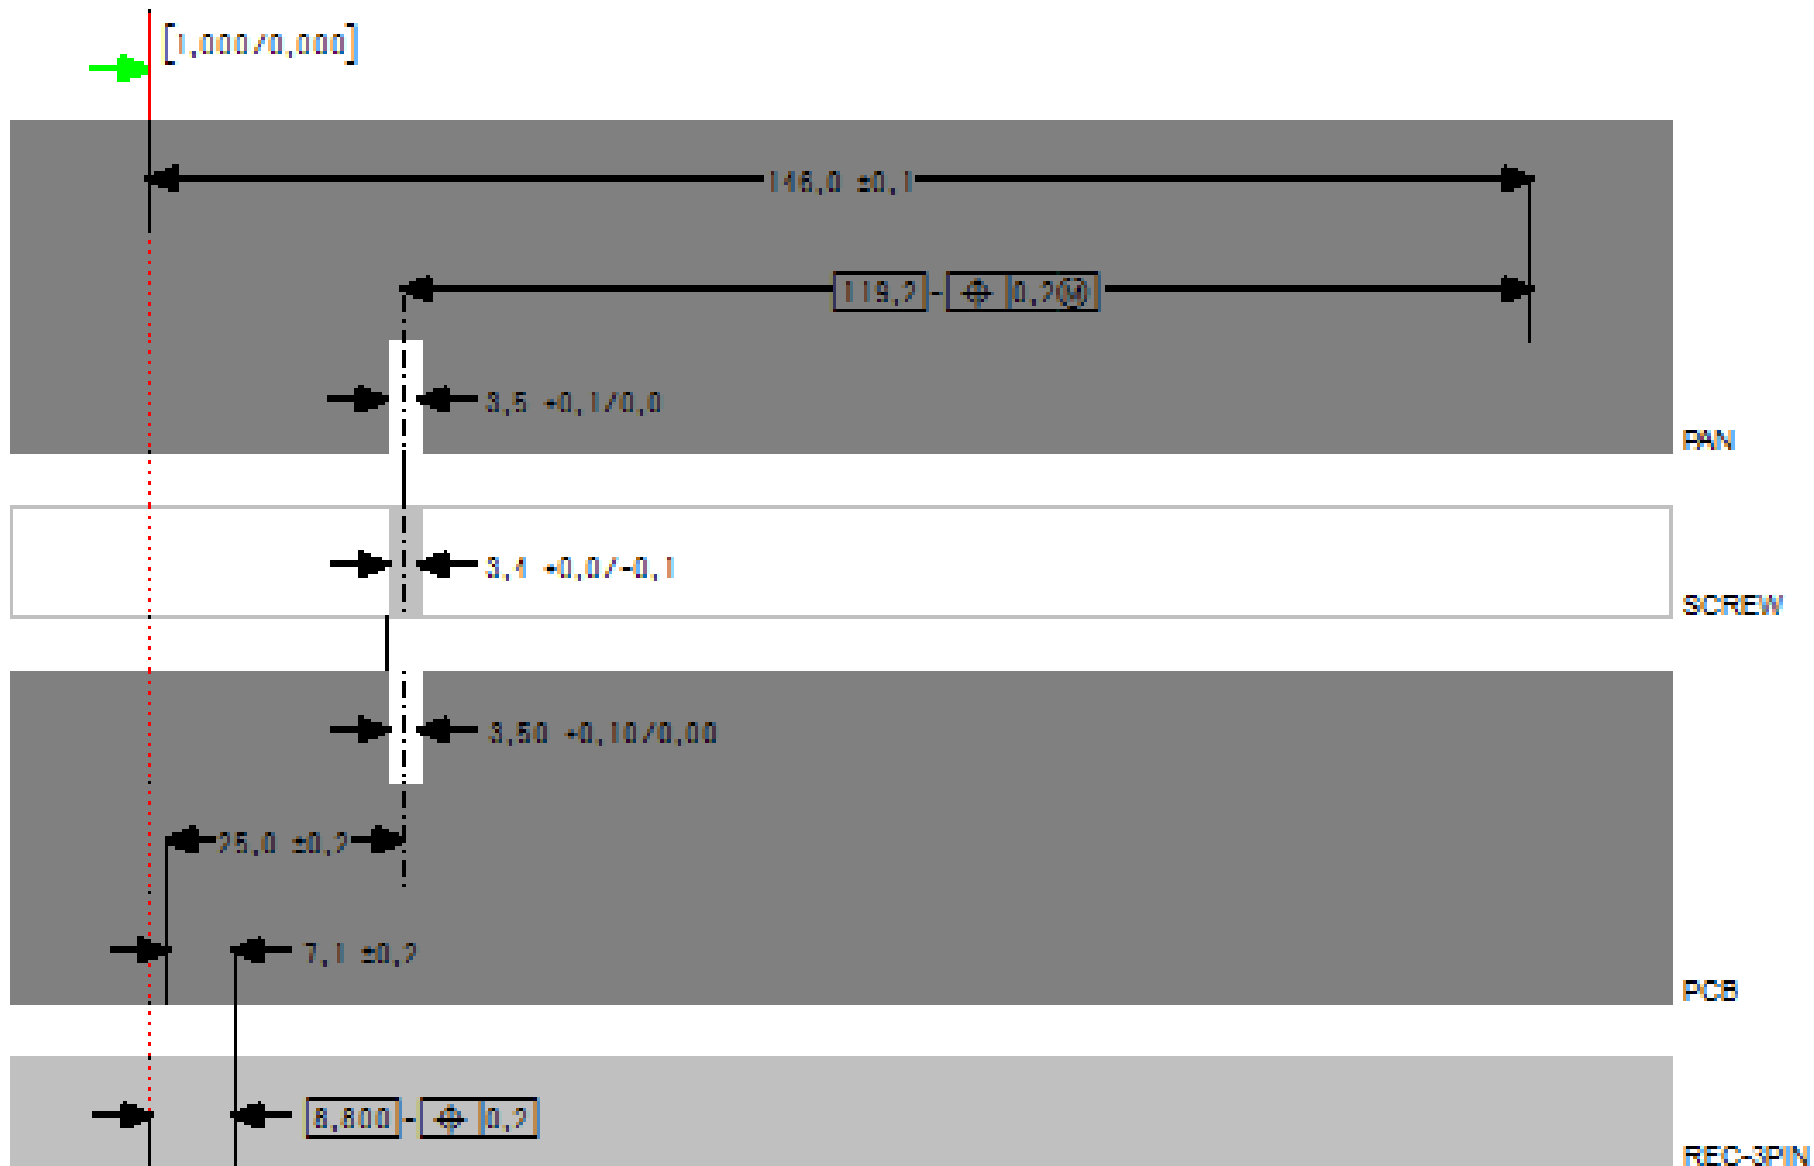 [1,000/0,000]
146,0 ±0,1
119,2-⌖ 0,2Ⓜ
3,5 +0,1/0,0
PAN
3,4 +0,0/-0,1
SCREW
3,50 +0,10/0,00
25,0 ±0,2
7,1 ±0,2
PCB
8,800-⌖ 0,2
REC-3PIN